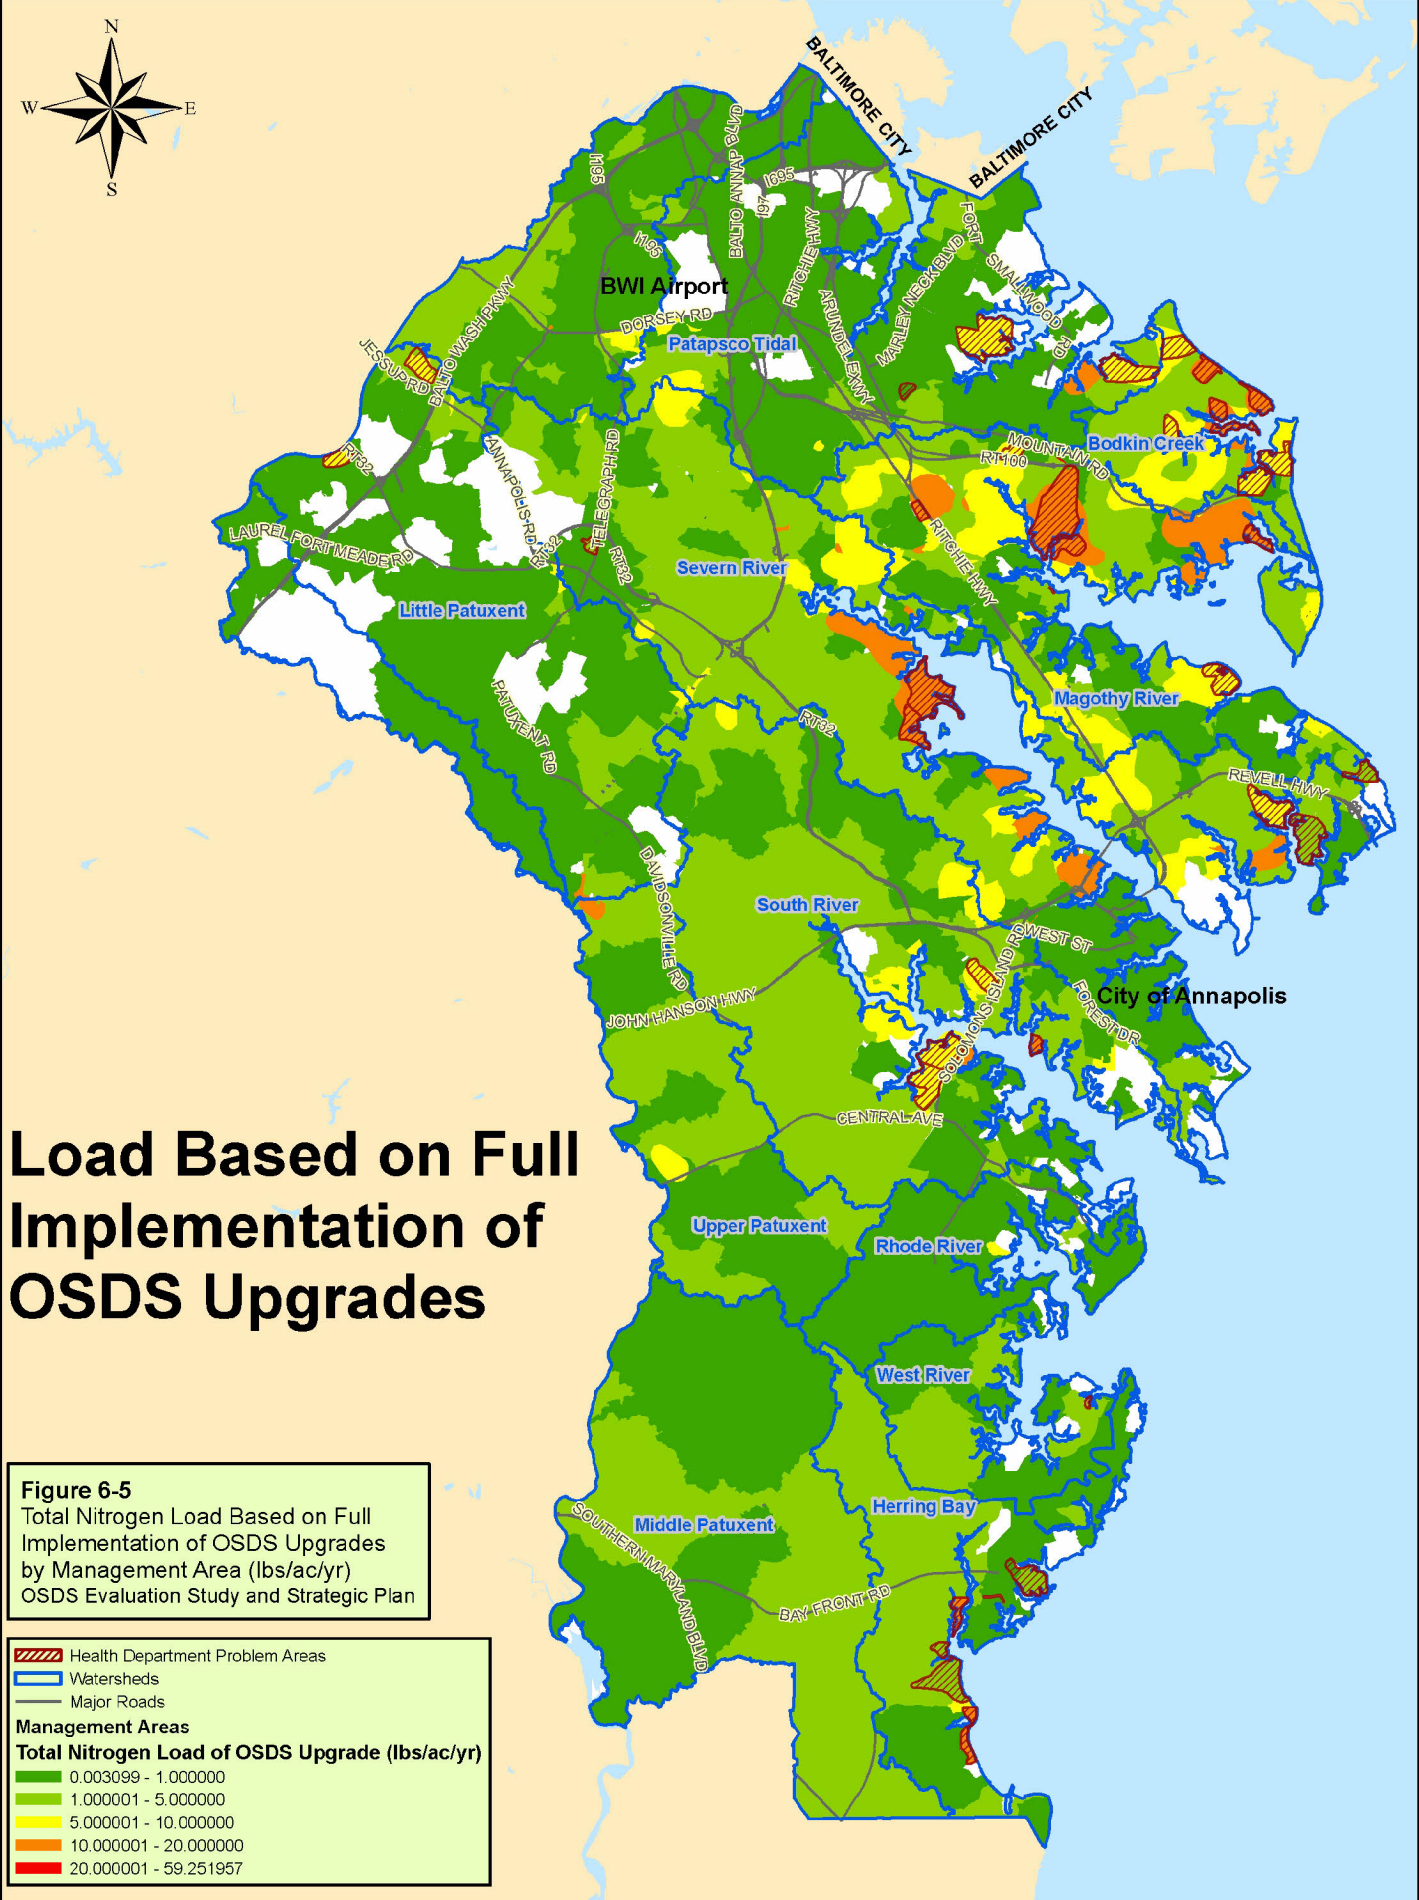 N
W
E
S
BALTIMORE CITY
BALTIMORE CITY
I195
BALTO ANNAP BLVD
I695
I97
I195
RITCHIE HWY
FORT SMALLWOOD RD
MARLEY NECK BLVD
BWI Airport
BALTO WASH PKWY
ARUNDEL EXWY
DORSEY RD
Patapsco Tidal
JESSUP RD
RT32
ANNAPOLIS RD
TELEGRAPH RD
MOUNTAIN RD
Bodkin Creek
RT100
LAUREL FORT MEADE RD
RT32
RT32
RITCHIE HWY
Severn River
Little Patuxent
Magothy River
PATUXENT RD
RT32
REVELL HWY
DAVIDSONVILLE RD
South River
WEST ST
SOLOMONS ISLAND RD
City of Annapolis
FOREST DR
JOHN HANSON HWY
CENTRAL AVE
Load Based on Full
Implementation of
OSDS Upgrades
Upper Patuxent
Rhode River
West River
Herring Bay
Middle Patuxent
SOUTHERN MARYLAND BLVD
BAY FRONT RD
Figure 6-5
Total Nitrogen Load Based on Full
Implementation of OSDS Upgrades
by Management Area (lbs/ac/yr)
OSDS Evaluation Study and Strategic Plan
Health Department Problem Areas
Watersheds
Major Roads
Management Areas
Total Nitrogen Load of OSDS Upgrade (lbs/ac/yr)
0.003099 - 1.000000
1.000001 - 5.000000
5.000001 - 10.000000
10.000001 - 20.000000
20.000001 - 59.251957